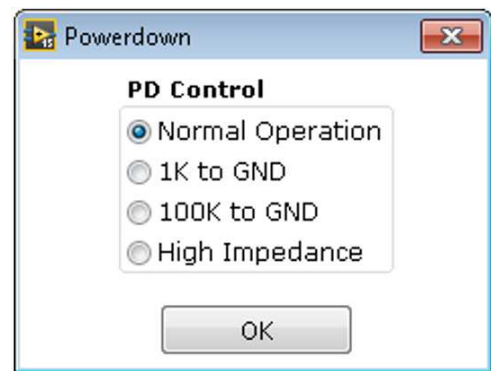 Powerdown
PD Control
Normal Operation
1K to GND
100K to GND
High Impedance
OK